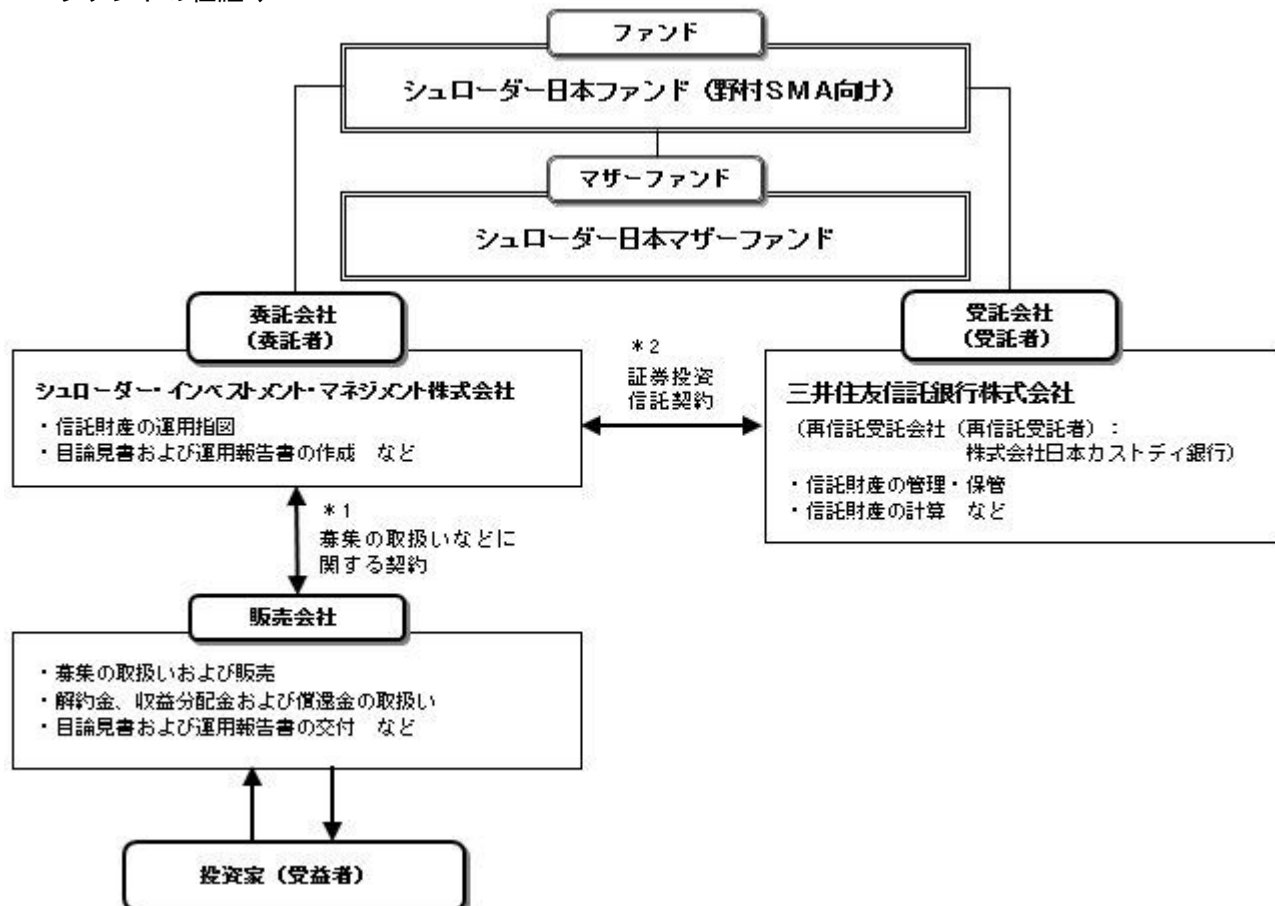 ファンドの仕組み
ファンド
シュローダー日本ファンド（野村SMA向け）
マザーファンド
シュローダー日本マザーファンド
委託会社
（委託者）
シュローダー・インベストメント・マネジメント株式会社
・信託財産の運用指図
・目論見書および運用報告書の作成　など
＊2
証券投資
信託契約
受託会社
（受託者）
三井住友信託銀行株式会社
（再信託受託会社（再信託受託者）：
株式会社日本カストディ銀行）
・信託財産の管理・保管
・信託財産の計算　など
＊1
募集の取扱いなどに
関する契約
販売会社
・募集の取扱いおよび販売
・解約金、収益分配金および償還金の取扱い
・目論見書および運用報告書の交付　など
投資家（受益者）